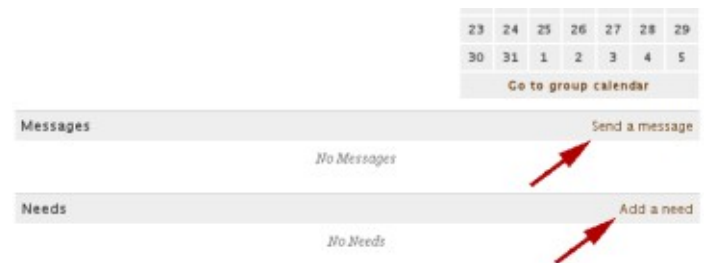 23 24 25 26 27 28 29
30 31 1 2 3 4 5
Go to group calendar
Messages Send a message
No Messages
Needs Add a need
No Needs